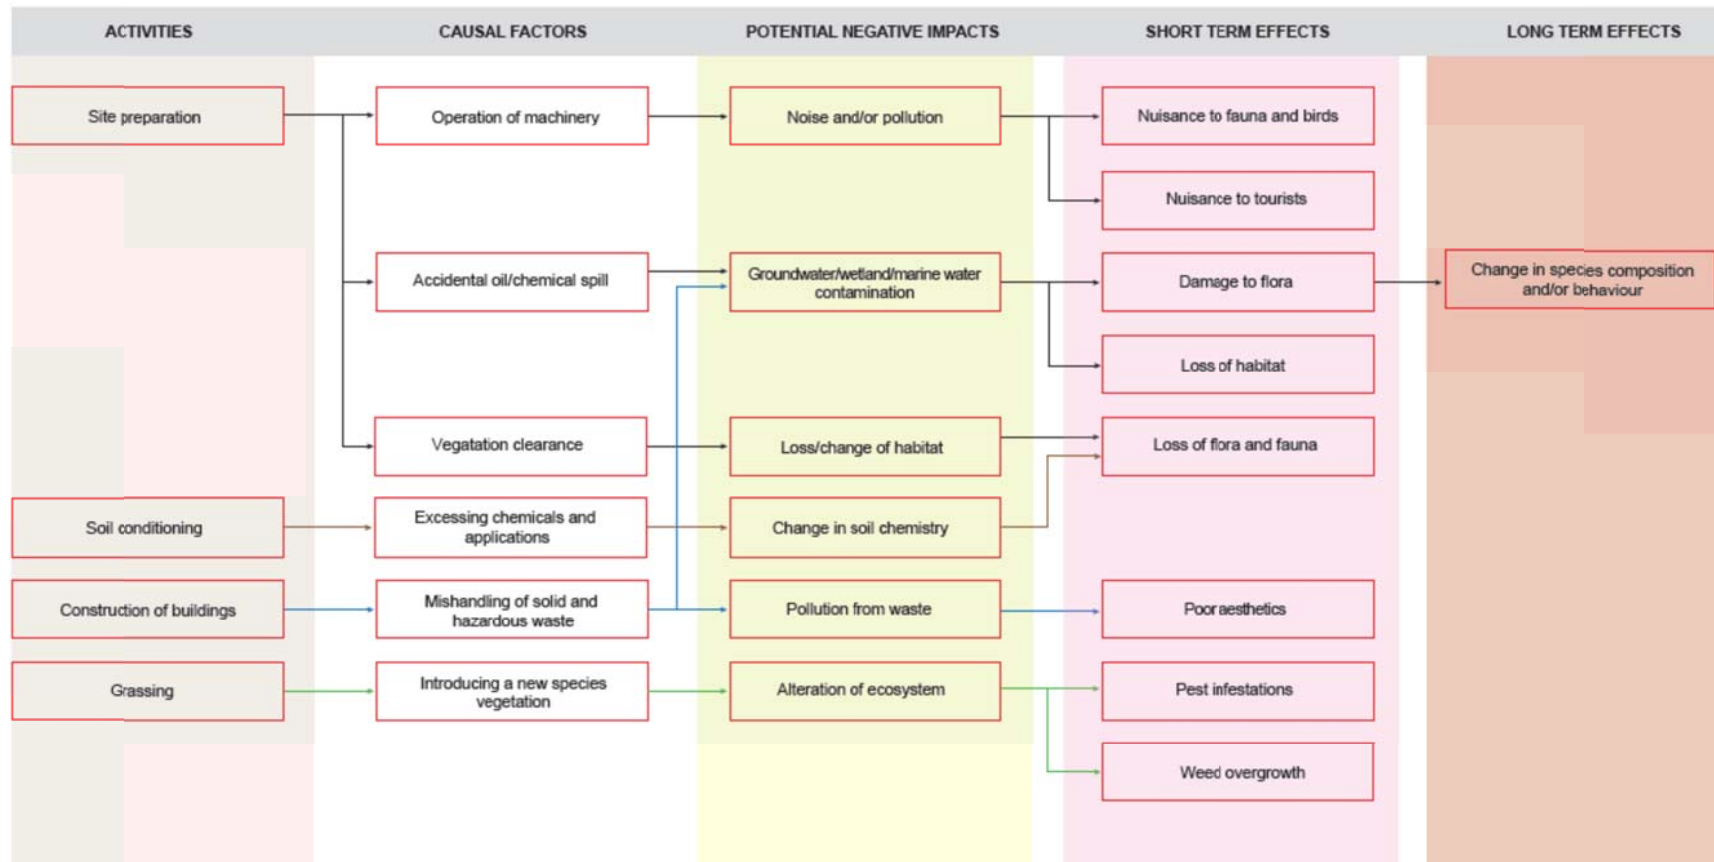 ACTIVITIES
CAUSAL FACTORS
POTENTIAL NEGATIVE IMPACTS
SHORT TERM EFFECTS
LONG TERM EFFECTS
Site preparation
Operation of machinery
Noise and/or pollution
Nuisance to fauna and birds
Nuisance to tourists
Accidental oil/chemical spill
Groundwater/wetland/marine water
contamination
Damage to flora
Change in species composition
and/or behaviour
Loss of habitat
Vegatation clearance
Loss/change of habitat
Loss of flora and fauna
Soil conditioning
Excessing chemicals and
applications
Change in soil chemistry
Construction of buildings
Mishandling of solid and
hazardous waste
Pollution from waste
Poor aesthetics
Grassing
Introducing a new species
vegetation
Alteration of ecosystem
Pest infestations
Weed overgrowth